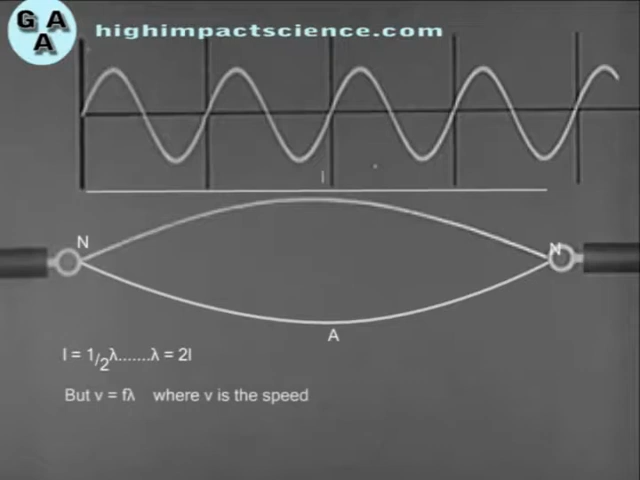 G A A
highimpactscience.com
l
N
N
A
l = 1/2λ.......λ = 2l
But v = fλ where v is the speed